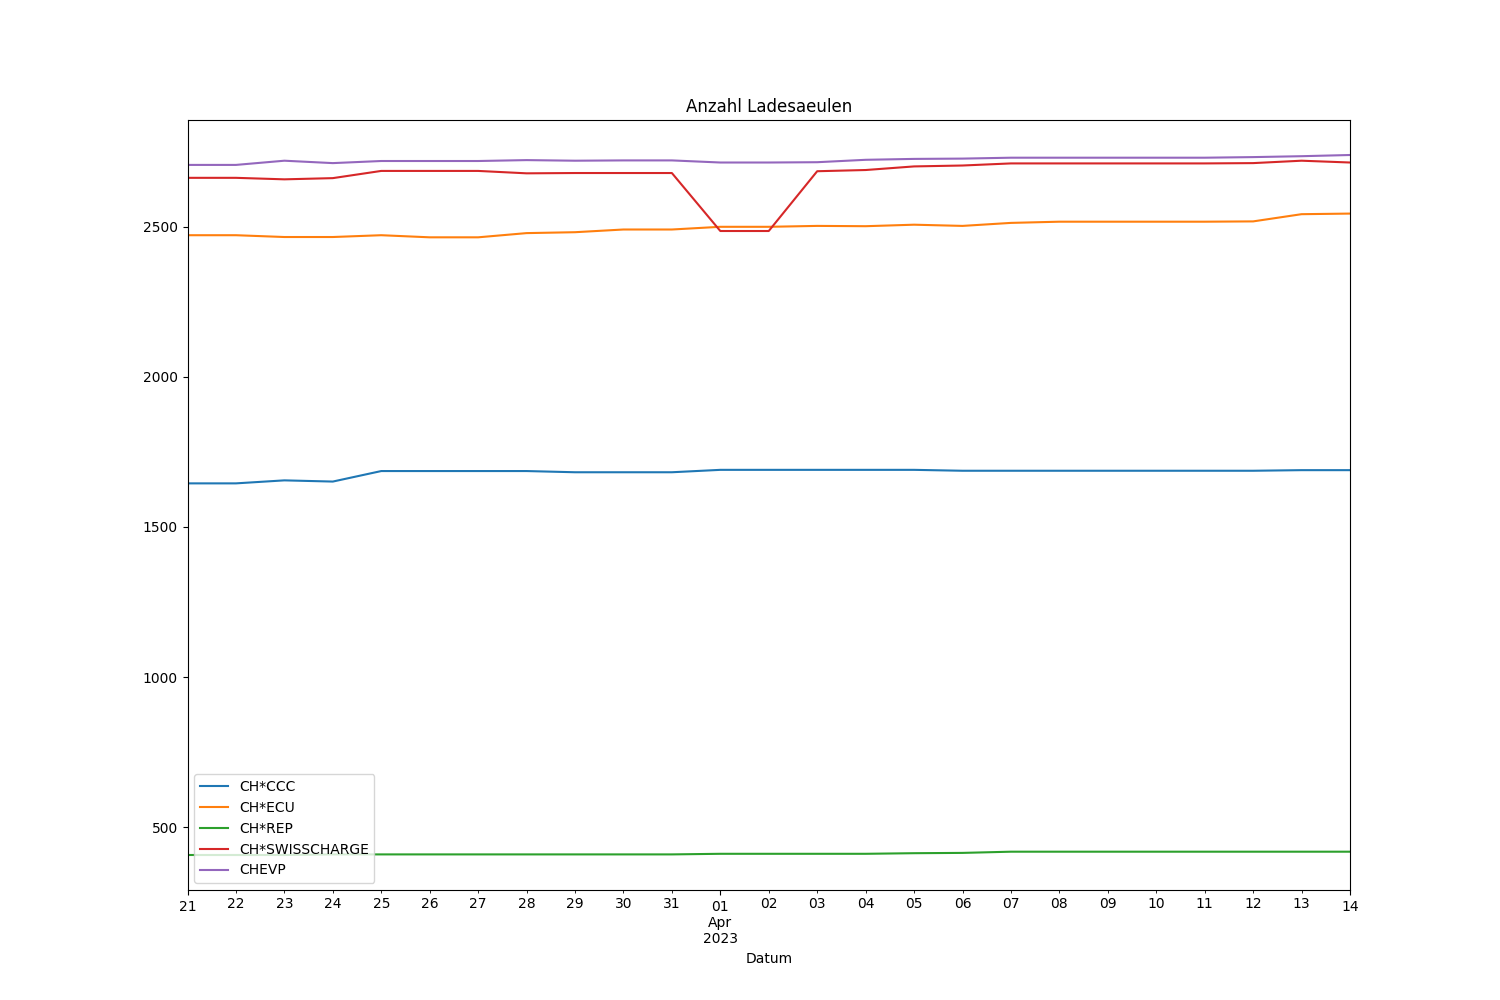 Anzahl Ladesaeulen
2500
2000
1500
1000
500
CH*CCC
CH*ECU
CH*REP
CH*SWISSCHARGE
CHEVP
21 22 23 24 25 26 27 28 29 30 31 01 02 03 04 05 06 07 08 09 10 11 12 13 14
Apr
2023
Datum